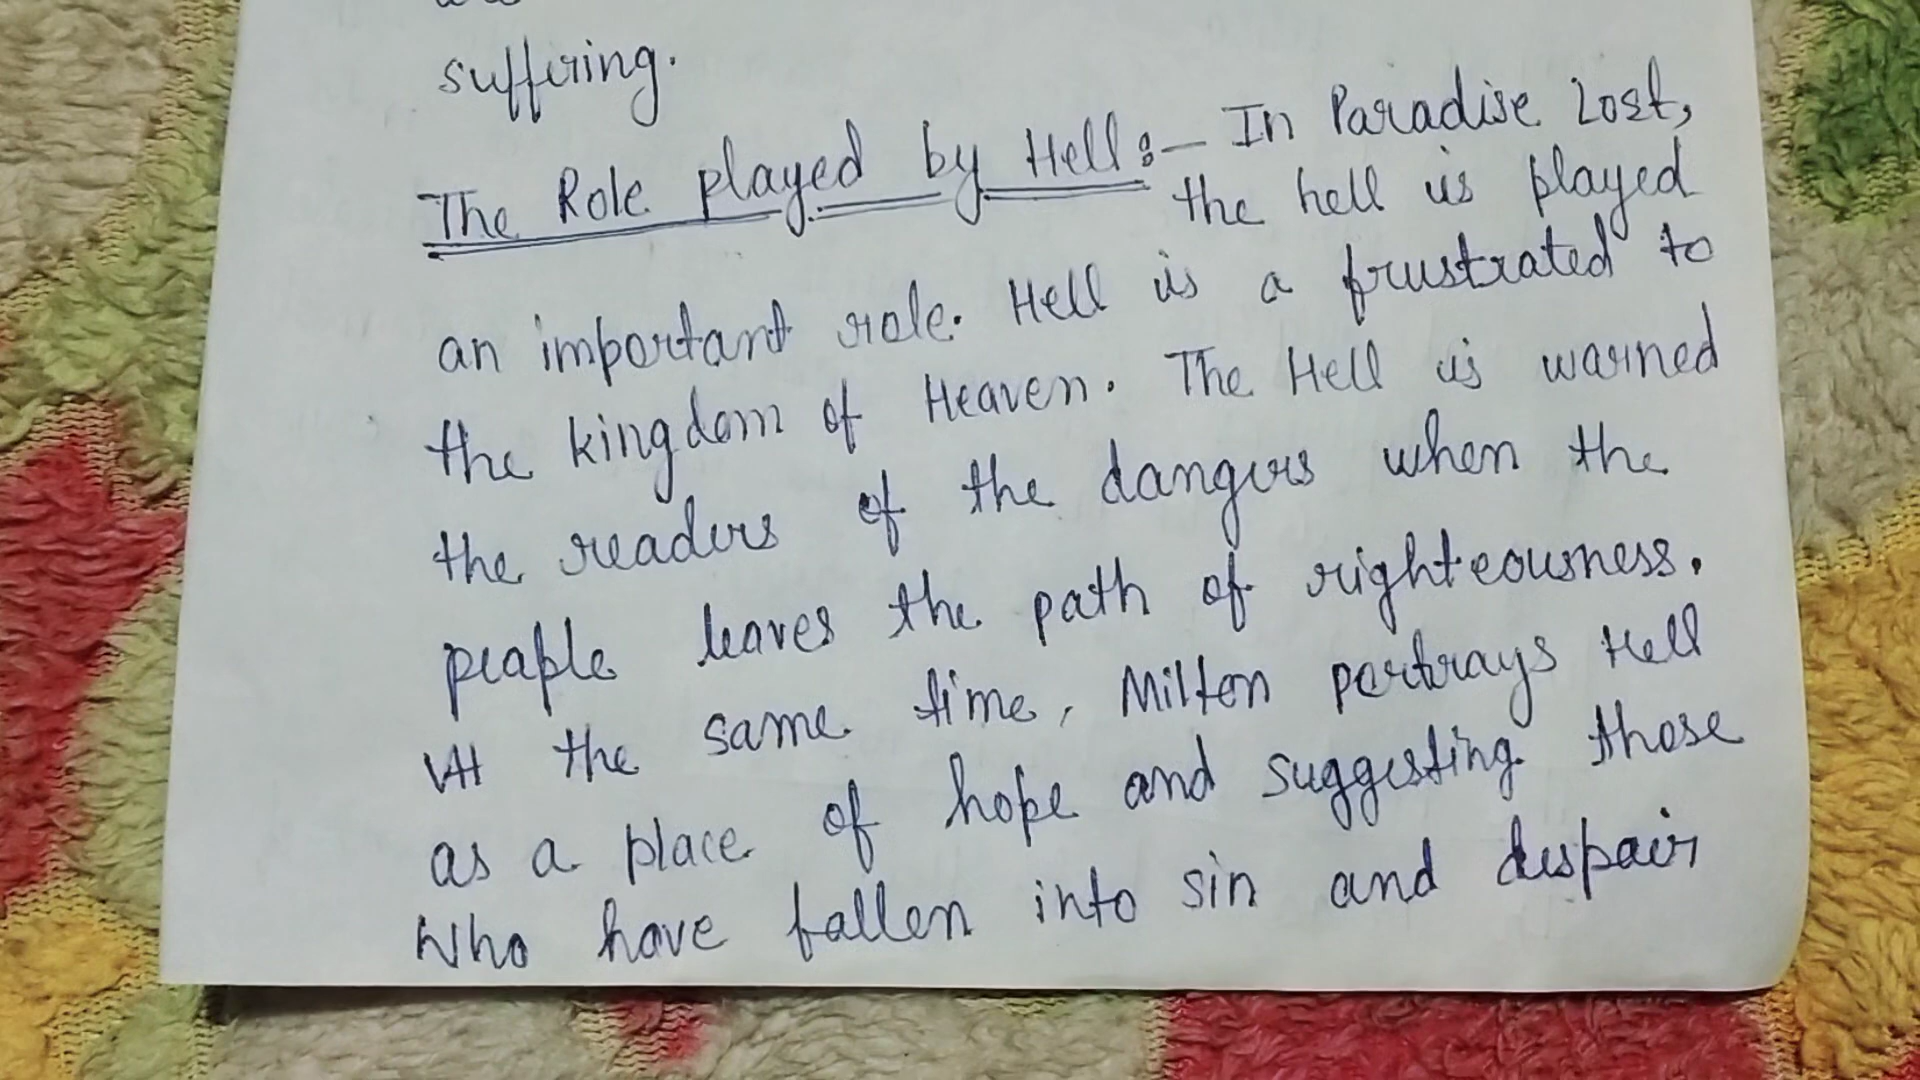 suffering.
The Role played by Hell :- In Paradise Lost,
the hell is played
an important role. Hell is a frustrated to
the kingdom of Heaven. The Hell is warned
the readers of the dangers when the
peaple leaves the path of righteousness.
At the same time, Milton portrays Hell
as a place of hope and suggesting those
who have fallen into sin and despair